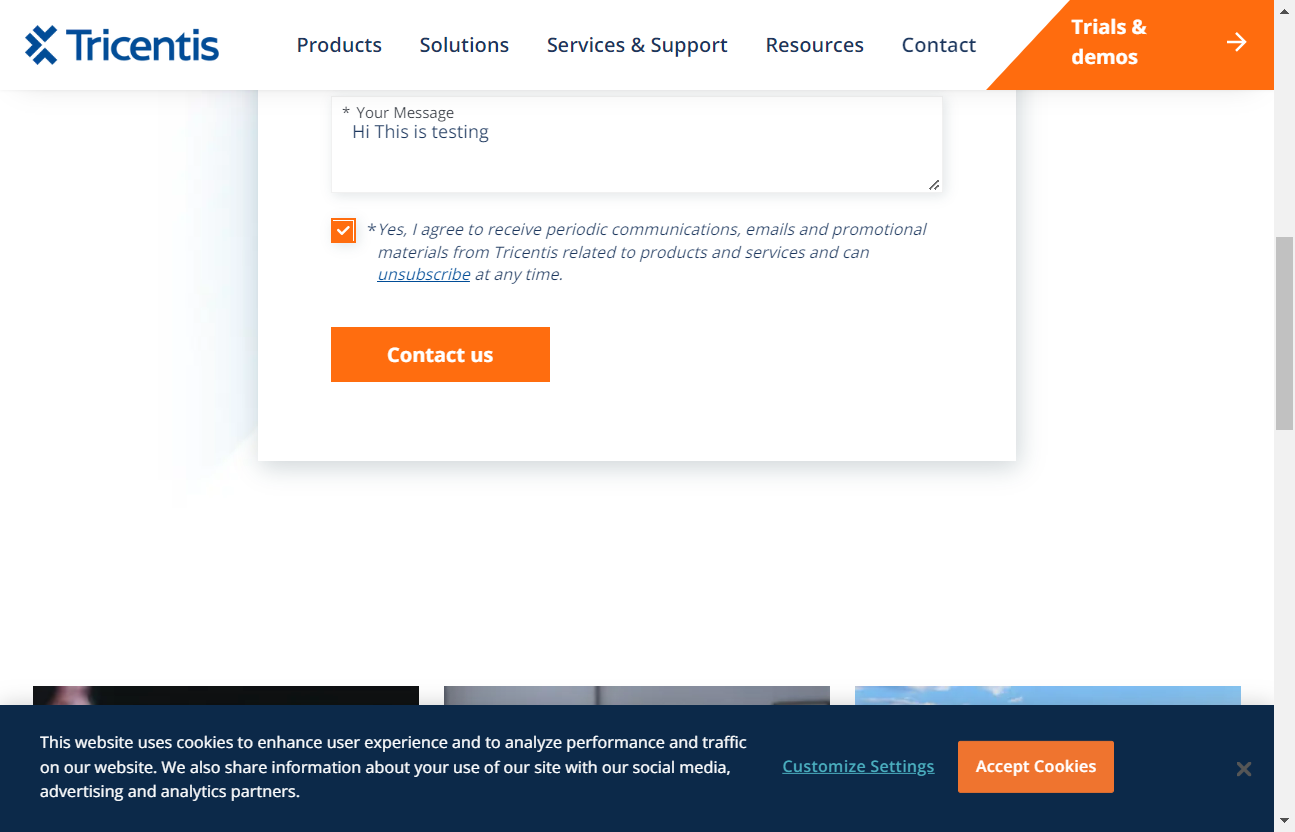 Tricentis
Products
Solutions
Services & Support
Resources
Contact
Trials &
demos
* Your Message
Hi This is testing
*Yes, I agree to receive periodic communications, emails and promotional
materials from Tricentis related to products and services and can
unsubscribe at any time.
Contact us
This website uses cookies to enhance user experience and to analyze performance and traffic
on our website. We also share information about your use of our site with our social media,
advertising and analytics partners.
Customize Settings
Accept Cookies